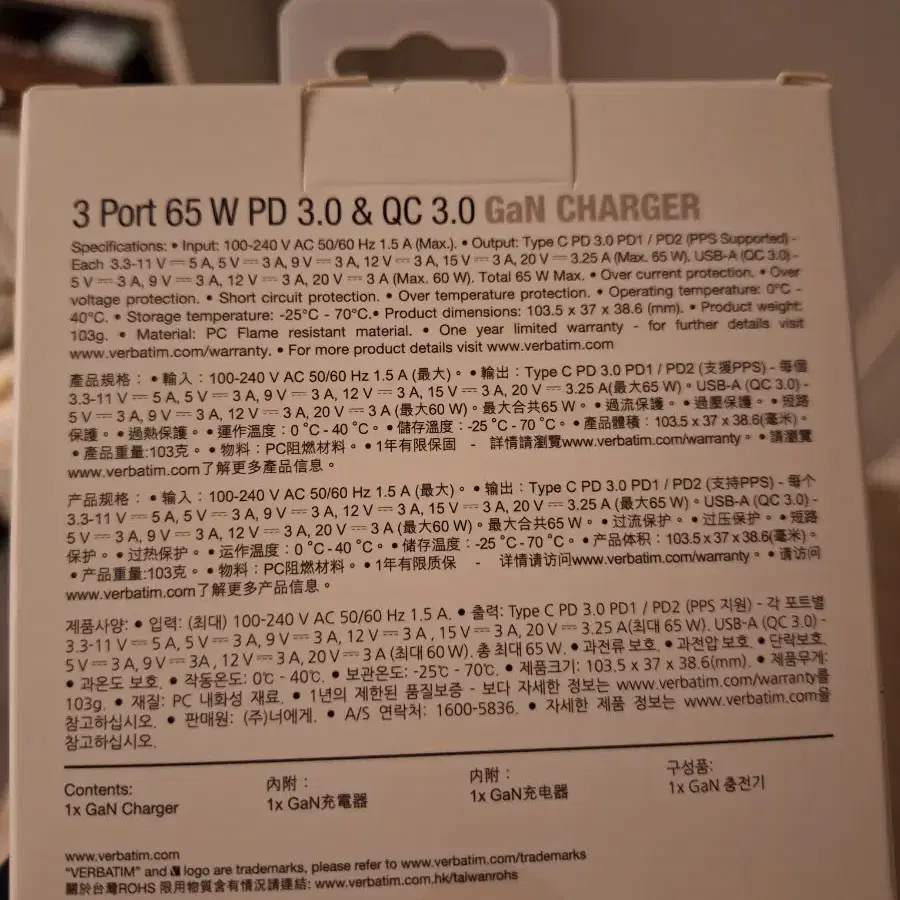 3 Port 65 W PD 3.0 & QC 3.0 GaN CHARGER
Specifications: • Input: 100-240 V AC 50/60 Hz 1.5 A (Max.). • Output: Type C PD 3.0 PD1 / PD2 (PPS Supported) -
Each 3.3-11 V ⎓ 5 A, 5 V ⎓ 3 A, 9 V ⎓ 3 A, 12 V ⎓ 3 A, 15 V ⎓ 3 A, 20 V ⎓ 3.25 A (Max. 65 W). USB-A (QC 3.0) -
5 V ⎓ 3 A, 9 V ⎓ 3 A, 12 V ⎓ 3 A, 20 V ⎓ 3 A (Max. 60 W). Total 65 W Max. • Over current protection. • Over
voltage protection. • Short circuit protection. • Over temperature protection. • Operating temperature: 0°C -
40°C. • Storage temperature: -25°C - 70°C.• Product dimensions: 103.5 x 37 x 38.6 (mm). • Product weight:
103g. • Material: PC Flame resistant material. • One year limited warranty - for further details visit
www.verbatim.com/warranty. • For more product details visit www.verbatim.com
產品規格：• 輸入：100-240 V AC 50/60 Hz 1.5 A (最大)。• 輸出：Type C PD 3.0 PD1 / PD2 (支援PPS) - 每個
3.3-11 V ⎓ 5 A, 5 V ⎓ 3 A, 9 V ⎓ 3 A, 12 V ⎓ 3 A, 15 V ⎓ 3 A, 20 V ⎓ 3.25 A(最大65 W)。USB-A (QC 3.0) -
5 V ⎓ 3 A, 9 V ⎓ 3 A, 12 V ⎓ 3 A, 20 V ⎓ 3 A (最大60 W)。最大合共65 W。• 過流保護。• 過壓保護。• 短路
保護。• 過熱保護。• 運作溫度：0 °C - 40 °C。• 儲存溫度：-25 °C - 70 °C。• 產品體積：103.5 x 37 x 38.6(毫米)。
• 產品重量:103克。• 物料：PC阻燃材料。• 1年有限保固 - 詳情請瀏覽www.verbatim.com/warranty。• 請瀏覽
www.verbatim.com了解更多產品信息。
产品规格：• 输入：100-240 V AC 50/60 Hz 1.5 A (最大)。• 输出：Type C PD 3.0 PD1 / PD2 (支持PPS) - 每个
3.3-11 V ⎓ 5 A, 5 V ⎓ 3 A, 9 V ⎓ 3 A, 12 V ⎓ 3 A, 15 V ⎓ 3 A, 20 V ⎓ 3.25 A (最大65 W)。USB-A (QC 3.0) -
5 V ⎓ 3 A, 9 V ⎓ 3 A, 12 V ⎓ 3 A, 20 V ⎓ 3 A (最大60 W)。最大合共65 W。• 过流保护。• 过压保护。• 短路
保护。• 过热保护。• 运作温度：0 °C - 40 °C。• 储存温度：-25 °C - 70 °C。• 产品体积：103.5 x 37 x 38.6(毫米)。
• 产品重量:103克。• 物料：PC阻燃材料。• 1年有限质保 - 详情请访问www.verbatim.com/warranty。• 请访问
www.verbatim.com了解更多产品信息。
제품사양: • 입력: (최대) 100-240 V AC 50/60 Hz 1.5 A. • 출력: Type C PD 3.0 PD1 / PD2 (PPS 지원) - 각 포트별
3.3-11 V ⎓ 5 A, 5 V ⎓ 3 A, 9 V ⎓ 3 A, 12 V ⎓ 3 A , 15 V ⎓ 3 A, 20 V ⎓ 3.25 A(최대 65 W). USB-A (QC 3.0) -
5 V ⎓ 3 A, 9 V ⎓ 3A , 12 V ⎓ 3 A, 20 V ⎓ 3 A (최대 60 W). 총 최대 65 W. • 과전류 보호. • 과전압 보호. • 단락보호.
• 과온도 보호. • 작동온도: 0℃ - 40℃. • 보관온도: -25℃ - 70℃. • 제품크기: 103.5 x 37 x 38.6(mm). • 제품무게:
103g. • 재질: PC 내화성 재료. • 1년의 제한된 품질보증 - 보다 자세한 정보는 www.verbatim.com/warranty를
참고하십시오. • 판매원: (주)너에게. • A/S 연락처: 1600-5836. • 자세한 제품 정보는 www.verbatim.com을
참고하십시오.
Contents:
1x GaN Charger
內附：
1x GaN充電器
内附：
1x GaN充电器
구성품:
1x GaN 충전기
www.verbatim.com
"VERBATIM" and logo are trademarks, please refer to www.verbatim.com/trademarks
關於台灣ROHS 限用物質含有情況請連結: www.verbatim.com.hk/taiwanrohs